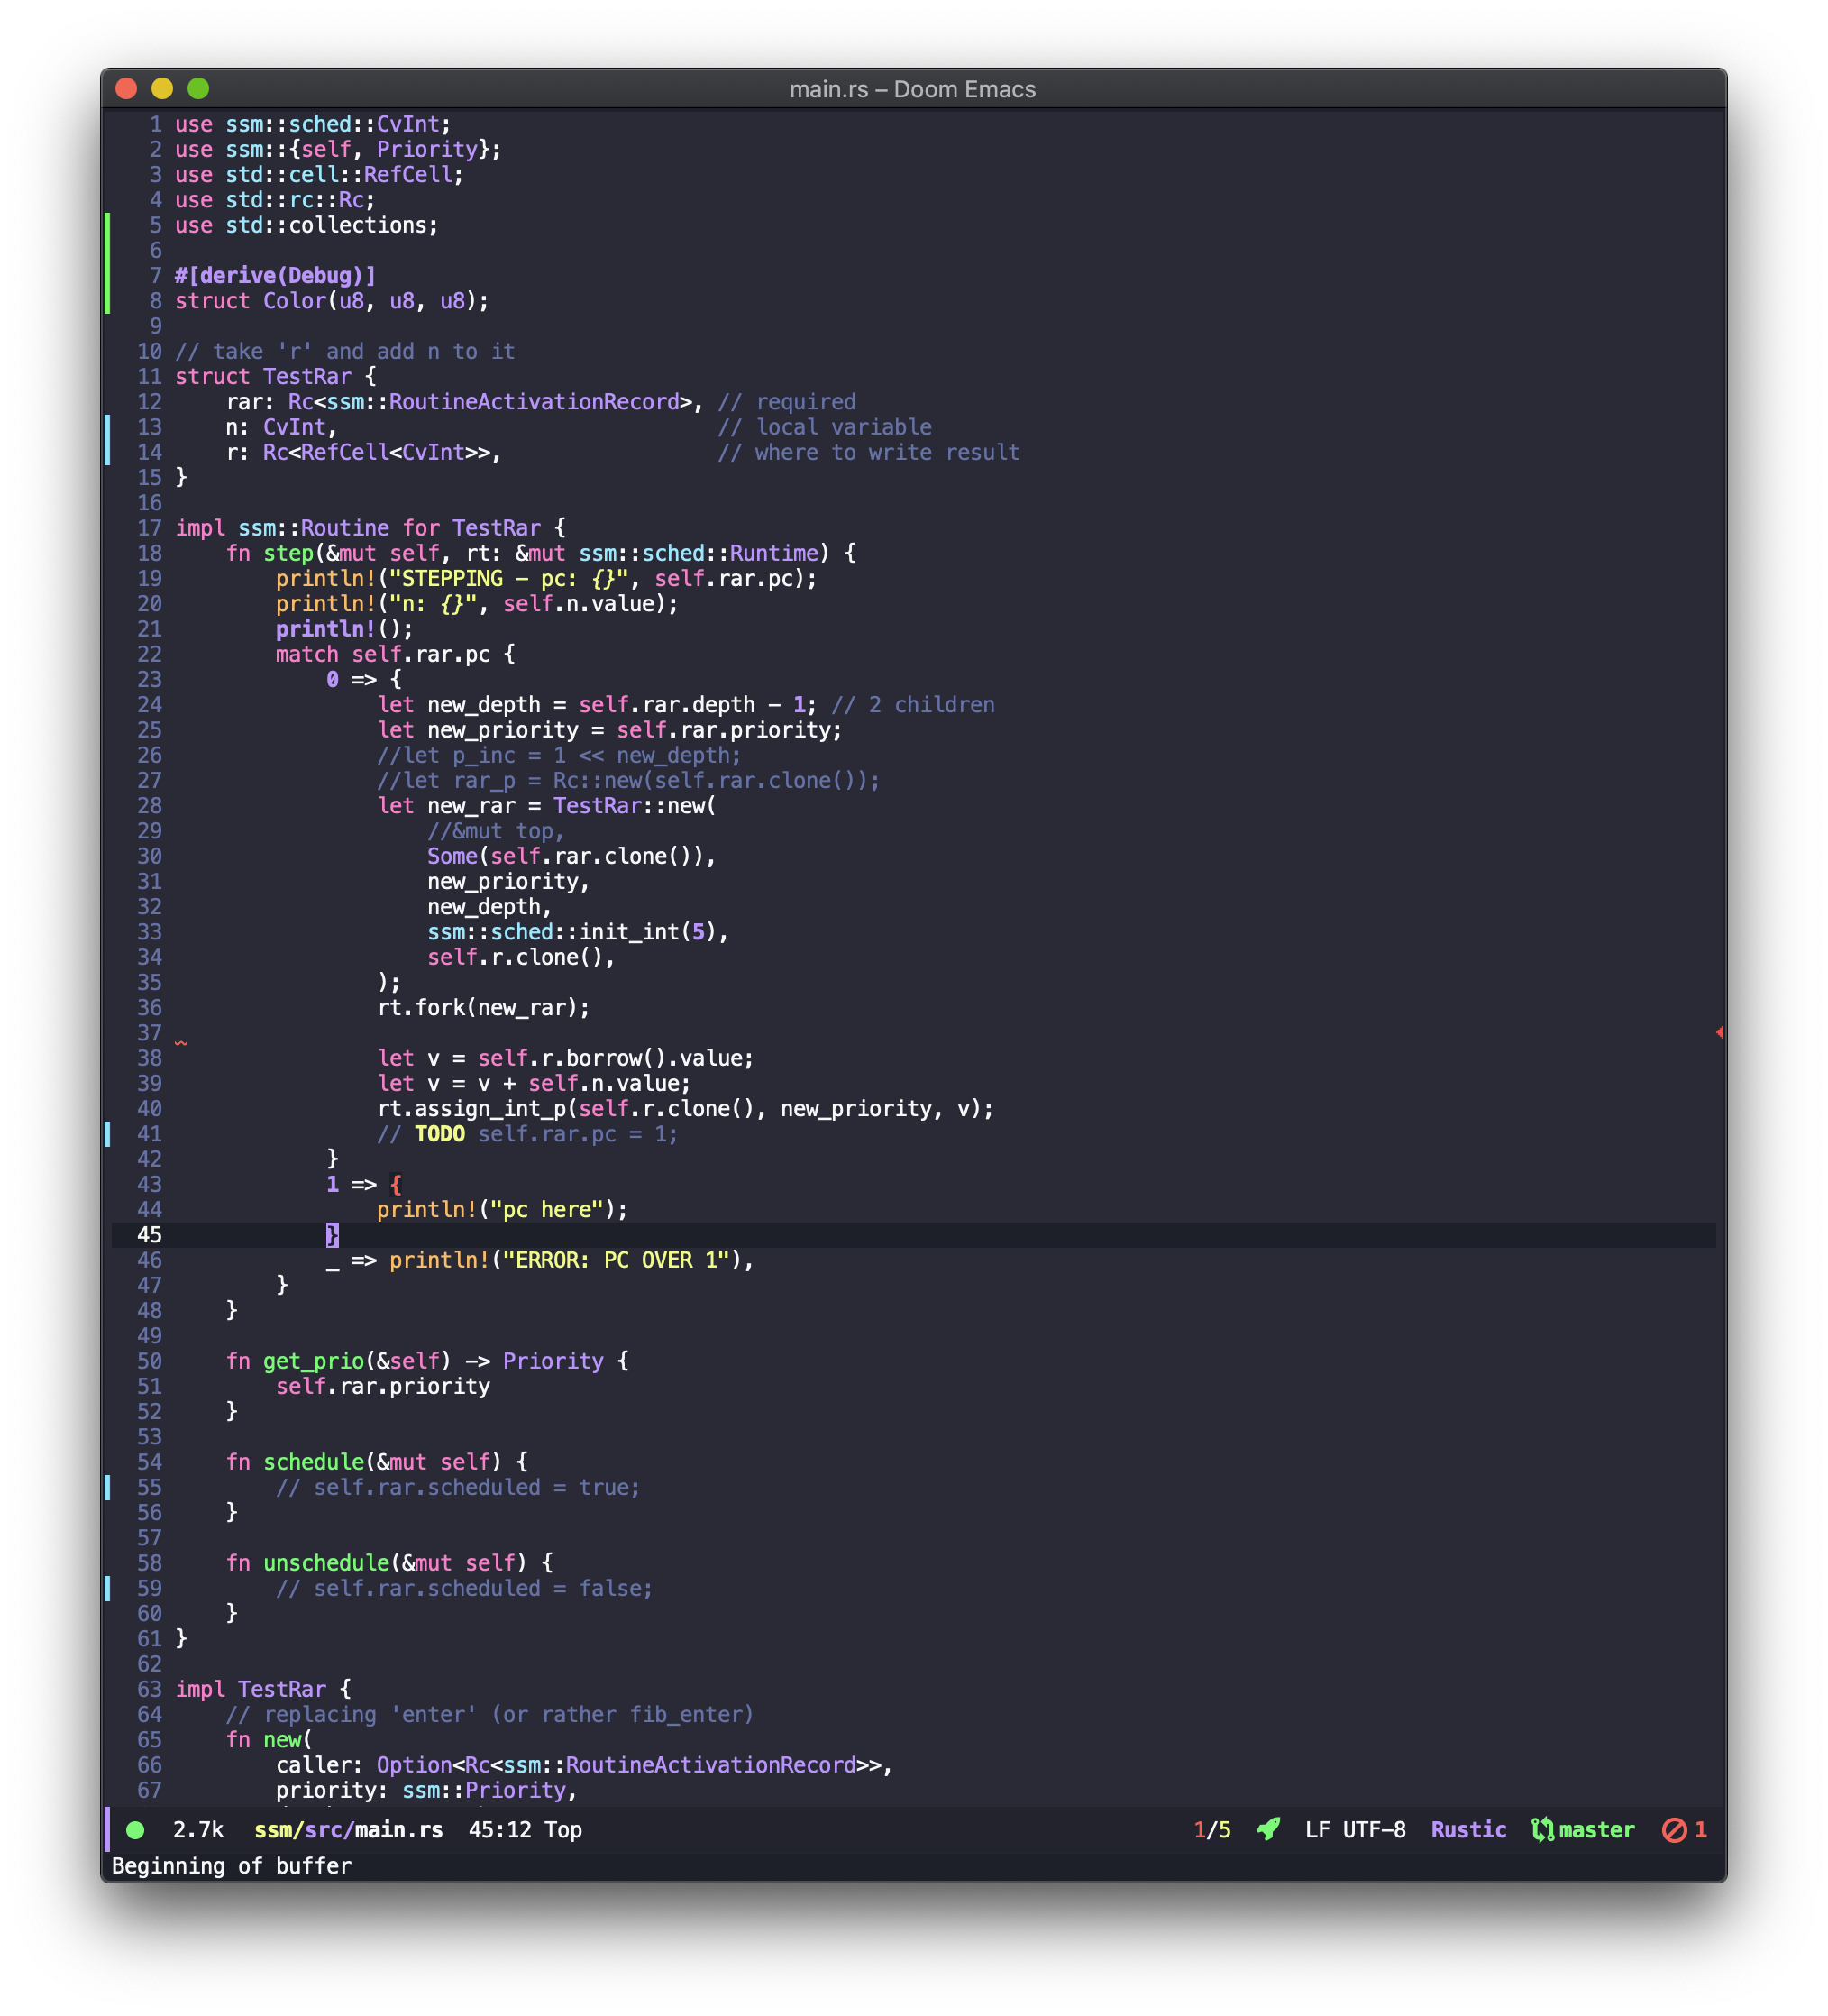 main.rs – Doom Emacs
1 use ssm::sched::CvInt;
2 use ssm::{self, Priority};
3 use std::cell::RefCell;
4 use std::rc::Rc;
5 use std::collections;
6
7 #[derive(Debug)]
8 struct Color(u8, u8, u8);
9
10 // take 'r' and add n to it
11 struct TestRar {
12     rar: Rc<ssm::RoutineActivationRecord>, // required
13     n: CvInt,                              // local variable
14     r: Rc<RefCell<CvInt>>,                 // where to write result
15 }
16
17 impl ssm::Routine for TestRar {
18     fn step(&mut self, rt: &mut ssm::sched::Runtime) {
19         println!("STEPPING - pc: {}", self.rar.pc);
20         println!("n: {}", self.n.value);
21         println!();
22         match self.rar.pc {
23             0 => {
24                 let new_depth = self.rar.depth - 1; // 2 children
25                 let new_priority = self.rar.priority;
26                 //let p_inc = 1 << new_depth;
27                 //let rar_p = Rc::new(self.rar.clone());
28                 let new_rar = TestRar::new(
29                     //&mut top,
30                     Some(self.rar.clone()),
31                     new_priority,
32                     new_depth,
33                     ssm::sched::init_int(5),
34                     self.r.clone(),
35                 );
36                 rt.fork(new_rar);
37
38                 let v = self.r.borrow().value;
39                 let v = v + self.n.value;
40                 rt.assign_int_p(self.r.clone(), new_priority, v);
41                 // TODO self.rar.pc = 1;
42             }
43             1 => {
44                 println!("pc here");
45             }
46             _ => println!("ERROR: PC OVER 1"),
47         }
48     }
49
50     fn get_prio(&self) -> Priority {
51         self.rar.priority
52     }
53
54     fn schedule(&mut self) {
55         // self.rar.scheduled = true;
56     }
57
58     fn unschedule(&mut self) {
59         // self.rar.scheduled = false;
60     }
61 }
62
63 impl TestRar {
64     // replacing 'enter' (or rather fib_enter)
65     fn new(
66         caller: Option<Rc<ssm::RoutineActivationRecord>>,
67         priority: ssm::Priority,
2.7k ssm/src/main.rs 45:12 Top 1/5 LF UTF-8 Rustic master 1
Beginning of buffer